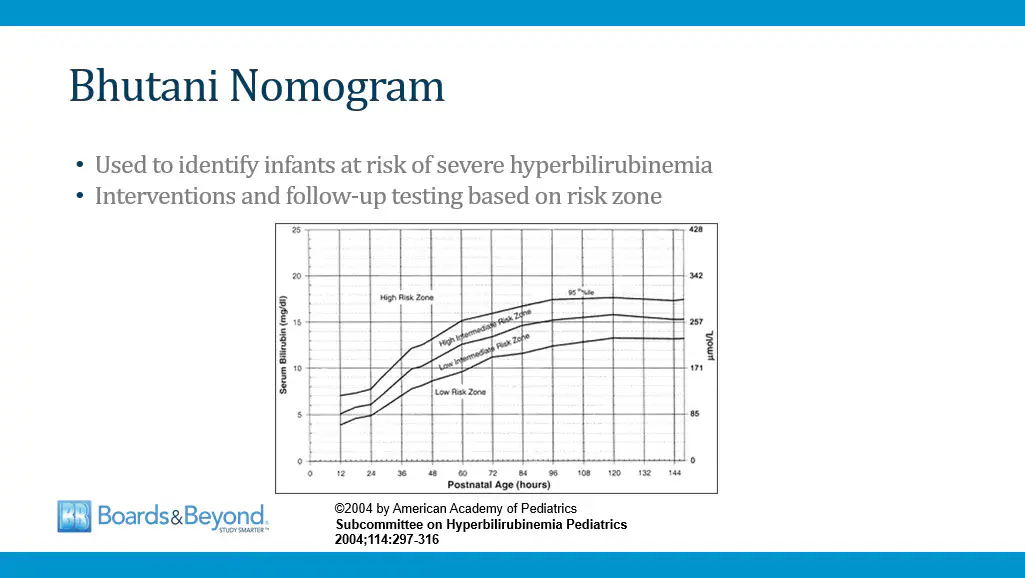 Bhutani Nomogram
• Used to identify infants at risk of severe hyperbilirubinemia
• Interventions and follow-up testing based on risk zone
25
20
15
10
5
0
Serum Bilirubin (mg/dl)
428
342
257
171
85
0
µmol/L
High Risk Zone
95 th %ile
High Intermediate Risk Zone
Low Intermediate Risk Zone
Low Risk Zone
0 12 24 36 48 60 72 84 96 108 120 132 144
Postnatal Age (hours)
BB Boards&Beyond®
STUDY SMARTER™
©2004 by American Academy of Pediatrics
Subcommittee on Hyperbilirubinemia Pediatrics
2004;114:297-316